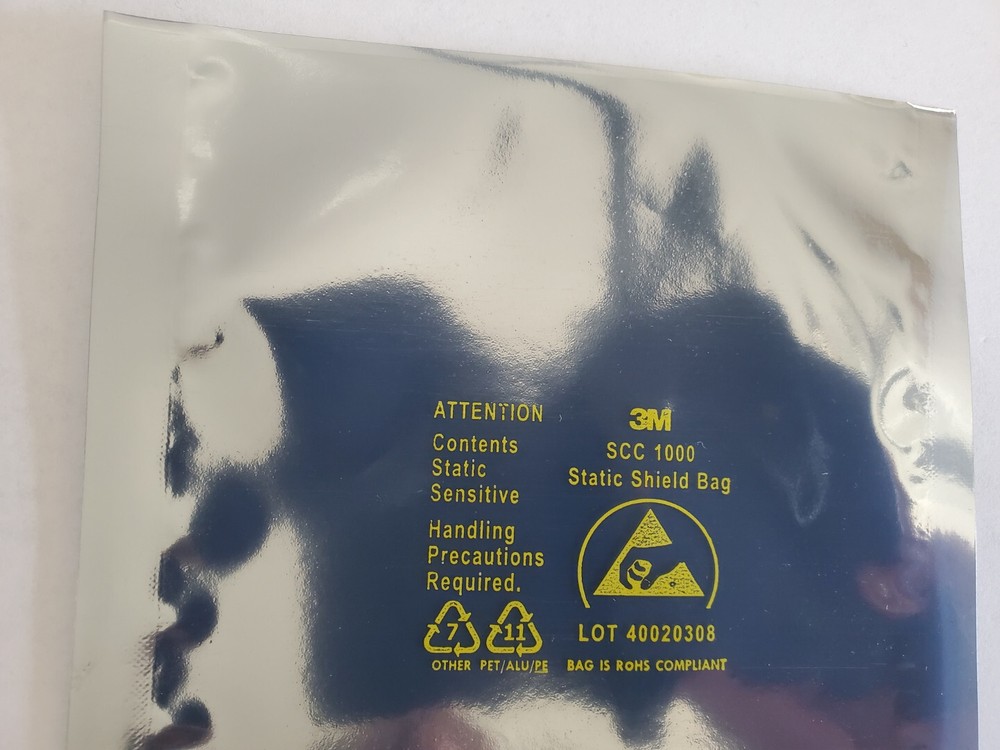 ATTENTION
Contents
Static
Sensitive
Handling
Precautions
Required.
7 11
OTHER PET/ALU/PE
3M
SCC 1000
Static Shield Bag
LOT 40020308
BAG IS RoHS COMPLIANT